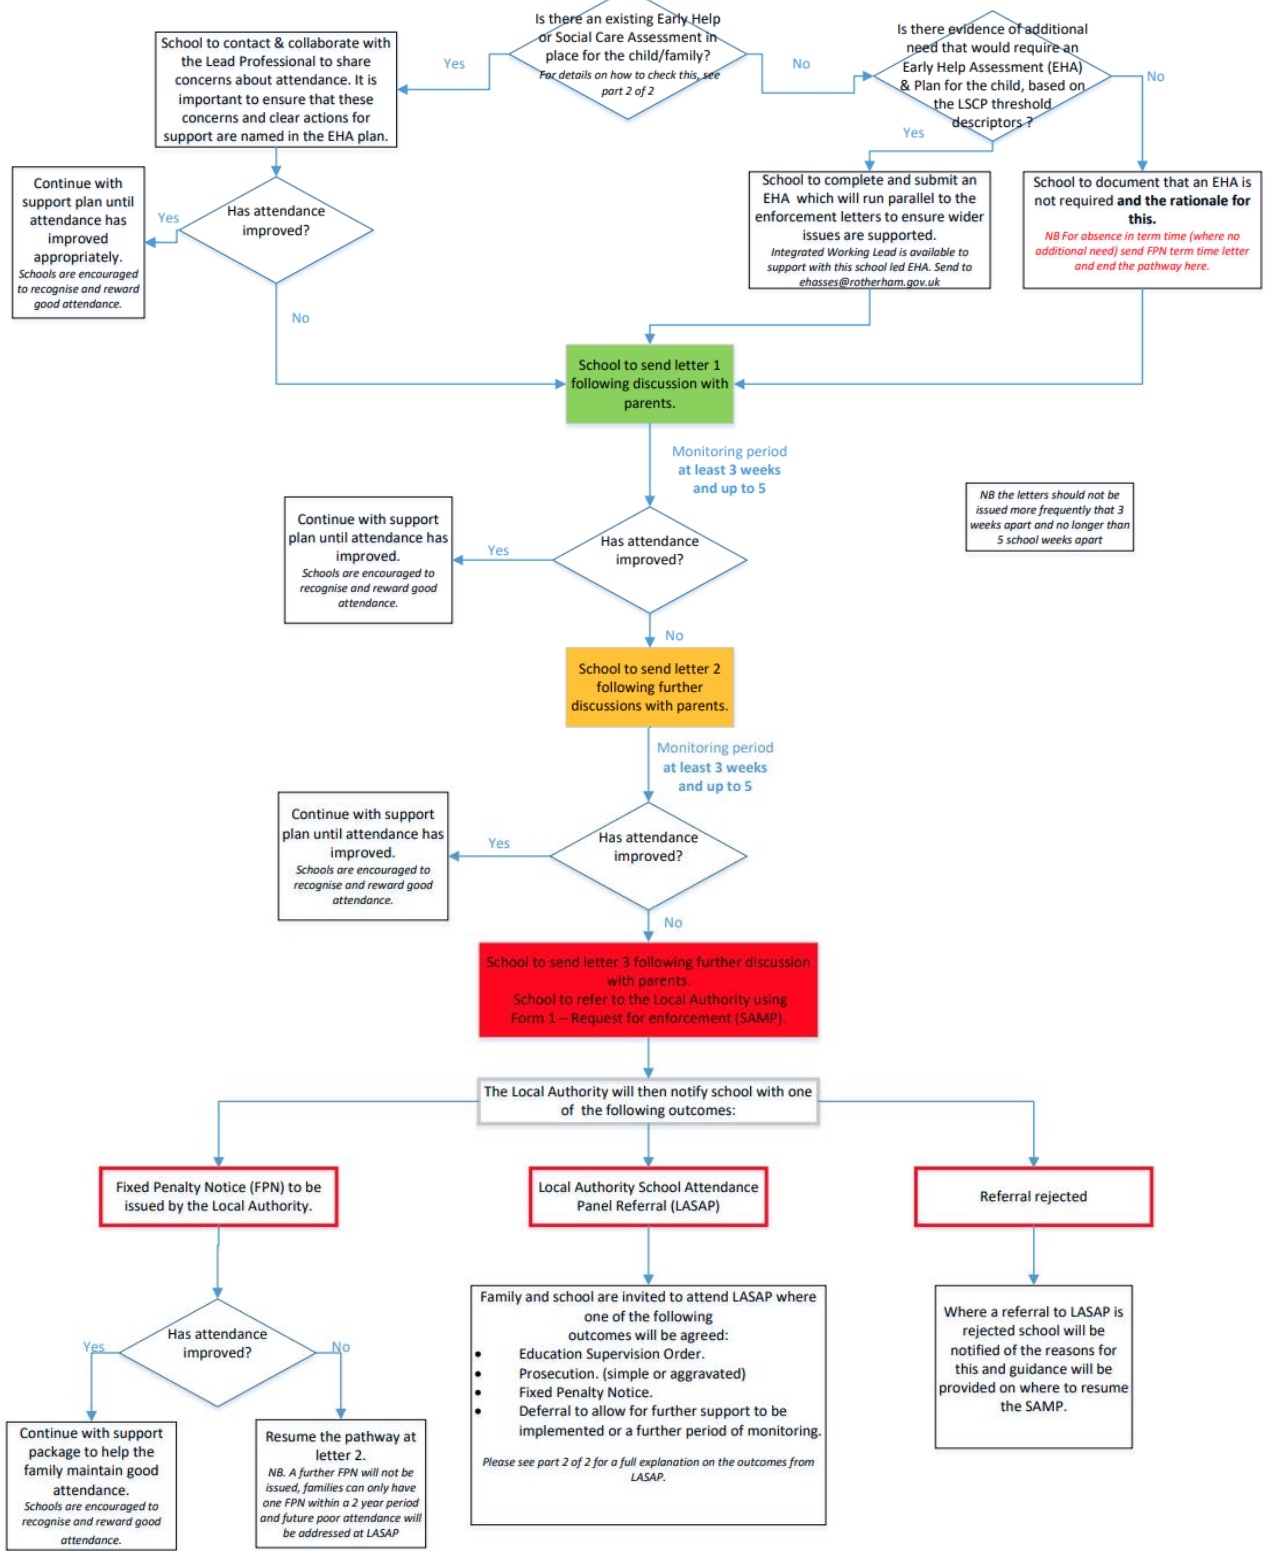 Is there an existing Early Help
or Social Care Assessment in
place for the child/family?
For details on how to check this, see
part 2 of 2
Is there evidence of additional
need that would require an
Early Help Assessment (EHA)
& Plan for the child, based on
the LSCP threshold
descriptors ?
School to contact & collaborate with
the Lead Professional to share
concerns about attendance. It is
important to ensure that these
concerns and clear actions for
support are named in the EHA plan.
Yes
No
No
Yes
Continue with
support plan until
attendance has
improved
appropriately.
Schools are encouraged
to recognise and reward
good attendance.
Yes
Has attendance
improved?
No
School to complete and submit an
EHA which will run parallel to the
enforcement letters to ensure wider
issues are supported.
Integrated Working Lead is available to
support with this school led EHA. Send to
ehasses@rotherham.gov.uk
School to document that an EHA is
not required and the rationale for
this.
NB For absence in term time (where no
additional need) send FPN term time letter
and end the pathway here.
School to send letter 1
following discussion with
parents.
Monitoring period
at least 3 weeks
and up to 5
NB the letters should not be
issued more frequently that 3
weeks apart and no longer than
5 school weeks apart
Continue with support
plan until attendance has
improved.
Schools are encouraged to
recognise and reward good
attendance.
Yes
Has attendance
improved?
No
School to send letter 2
following further
discussions with parents.
Monitoring period
at least 3 weeks
and up to 5
Continue with support
plan until attendance has
improved.
Schools are encouraged to
recognise and reward good
attendance.
Yes
Has attendance
improved?
No
School to send letter 3 following further discussion
with parents.
School to refer to the Local Authority using
Form 1 – Request for enforcement (SAMP).
The Local Authority will then notify school with one
of the following outcomes:
Fixed Penalty Notice (FPN) to be
issued by the Local Authority.
Local Authority School Attendance
Panel Referral (LASAP)
Referral rejected
Has attendance
improved?
Yes
No
Continue with support
package to help the
family maintain good
attendance.
Schools are encouraged to
recognise and reward good
attendance.
Resume the pathway at
letter 2.
NB. A further FPN will not be
issued, families can only have
one FPN within a 2 year period
and future poor attendance will
be addressed at LASAP
Family and school are invited to attend LASAP where
one of the following
outcomes will be agreed:
• Education Supervision Order.
• Prosecution. (simple or aggravated)
• Fixed Penalty Notice.
• Deferral to allow for further support to be
implemented or a further period of monitoring.
Please see part 2 of 2 for a full explanation on the outcomes from
LASAP.
Where a referral to LASAP is
rejected school will be
notified of the reasons for
this and guidance will be
provided on where to resume
the SAMP.